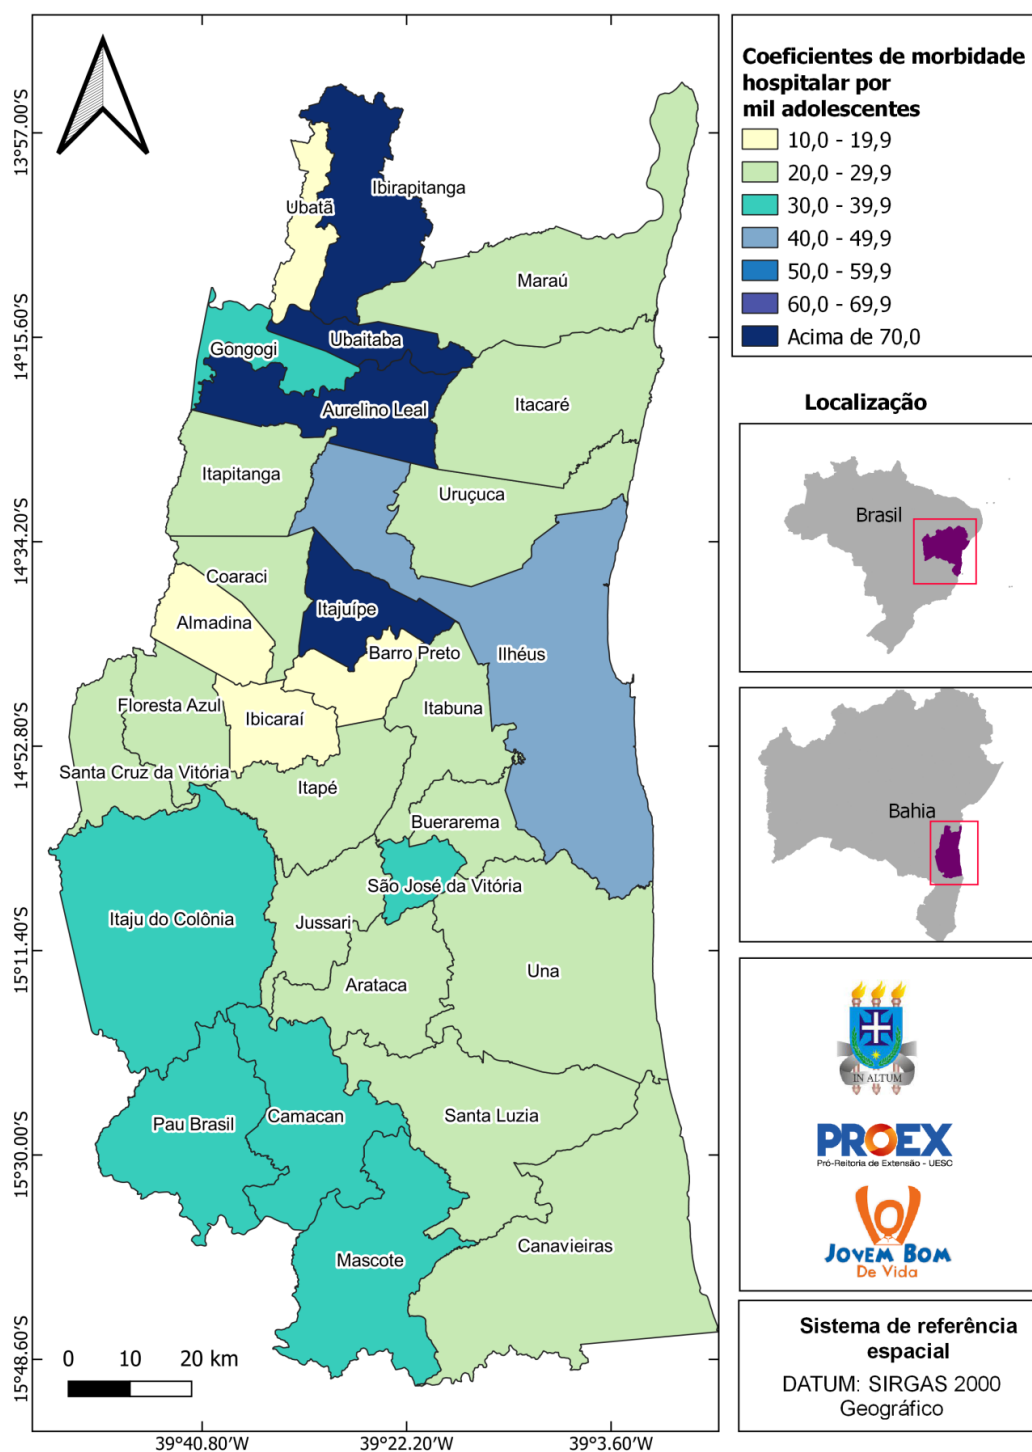 Coeficientes de morbidade
hospitalar por
mil adolescentes
10,0 - 19,9
20,0 - 29,9
30,0 - 39,9
40,0 - 49,9
50,0 - 59,9
60,0 - 69,9
Acima de 70,0
13°57.00'S
14°15.60'S
14°34.20'S
14°52.80'S
15°11.40'S
15°30.00'S
15°48.60'S
Ibirapitanga
Ubatã
Maraú
Ubaitaba
Gongogi
Itacaré
Aurelino Leal
Itapitanga
Uruçuca
Coaraci
Itajuípe
Almadina
Barro Preto
Ilhéus
Floresta Azul
Itabuna
Ibicaraí
Santa Cruz da Vitória
Itapé
Buerarema
São José da Vitória
Itaju do Colônia
Jussari
Una
Arataca
Santa Luzia
Camacan
Pau Brasil
Canavieiras
Mascote
0 10 20 km
39°40.80'W 39°22.20'W 39°3.60'W
Localização
Brasil
Bahia
IN ALTUM
PROEX
Pró-Reitoria de Extensão - UESC
JOVEM BOM
De Vida
Sistema de referência
espacial
DATUM: SIRGAS 2000
Geográfico